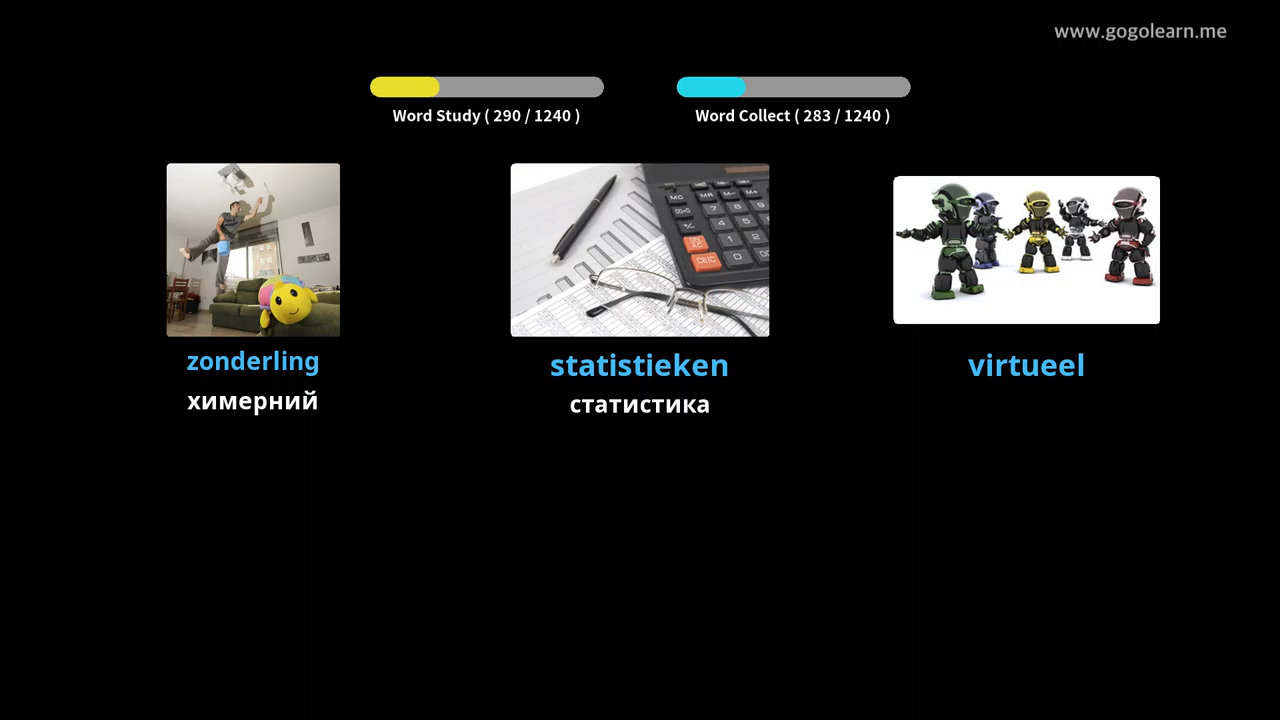 www.gogolearn.me
Word Study ( 290 / 1240 )
Word Collect ( 283 / 1240 )
zonderling
химерний
statistieken
статистика
virtueel